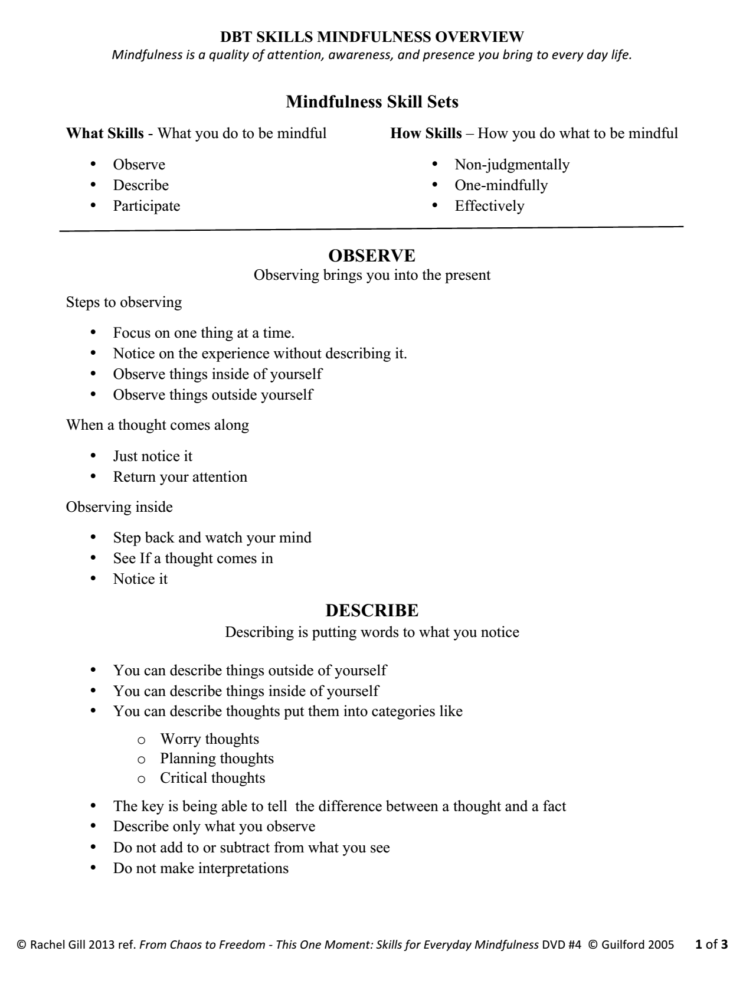 DBT SKILLS MINDFULNESS OVERVIEW
Mindfulness is a quality of attention, awareness, and presence you bring to every day life.
Mindfulness Skill Sets
What Skills - What you do to be mindful
• Observe
• Describe
• Participate
How Skills – How you do what to be mindful
• Non-judgmentally
• One-mindfully
• Effectively
OBSERVE
Observing brings you into the present
Steps to observing
• Focus on one thing at a time.
• Notice on the experience without describing it.
• Observe things inside of yourself
• Observe things outside yourself
When a thought comes along
• Just notice it
• Return your attention
Observing inside
• Step back and watch your mind
• See If a thought comes in
• Notice it
DESCRIBE
Describing is putting words to what you notice
• You can describe things outside of yourself
• You can describe things inside of yourself
• You can describe thoughts put them into categories like
o Worry thoughts
o Planning thoughts
o Critical thoughts
• The key is being able to tell  the difference between a thought and a fact
• Describe only what you observe
• Do not add to or subtract from what you see
• Do not make interpretations
© Rachel Gill 2013 ref. From Chaos to Freedom - This One Moment: Skills for Everyday Mindfulness DVD #4  © Guilford 2005 1 of 3